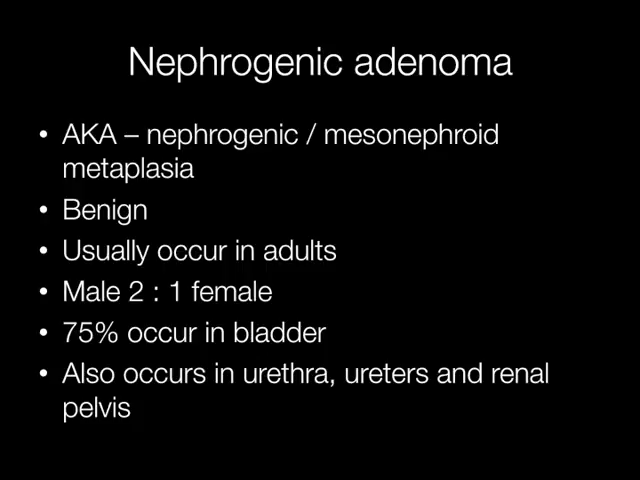 Nephrogenic adenoma
• AKA – nephrogenic / mesonephroid
metaplasia
• Benign
• Usually occur in adults
• Male 2 : 1 female
• 75% occur in bladder
• Also occurs in urethra, ureters and renal
pelvis